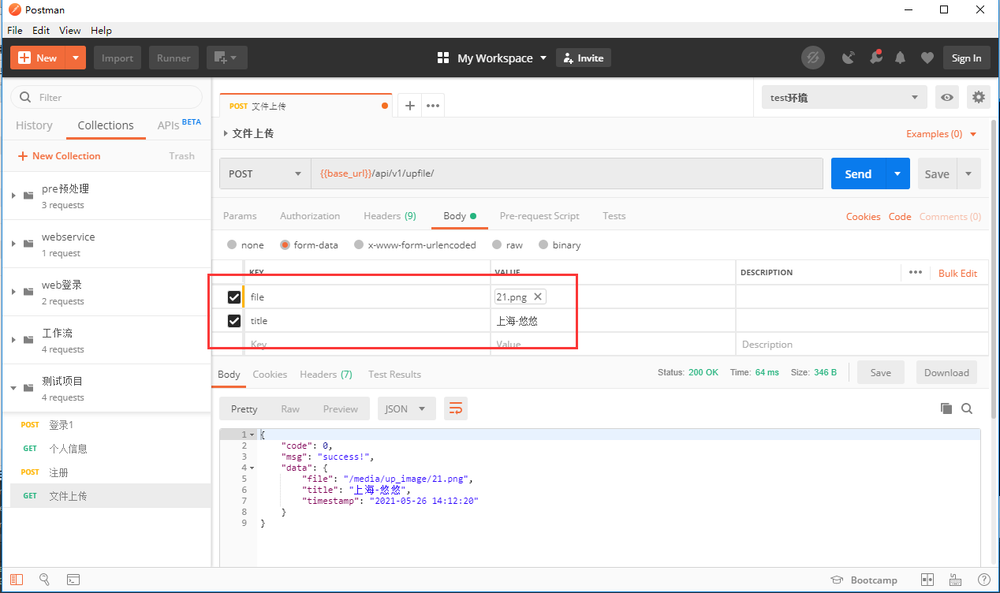 Postman
File Edit View Help
New Import Runner My Workspace Invite Sign In
Filter
History Collections APIs BETA
New Collection Trash
pre预处理
3 requests
webservice
1 request
web登录
2 requests
工作流
4 requests
测试项目
4 requests
POST 登录1
GET 个人信息
POST 注册
GET 文件上传
POST 文件上传
test环境
文件上传
Examples (0)
POST {{base_url}}/api/v1/upfile/ Send Save
Params Authorization Headers (9) Body Pre-request Script Tests Cookies Code Comments (0)
none form-data x-www-form-urlencoded raw binary
KEY VALUE DESCRIPTION Bulk Edit
file 21.png
title 上海-悠悠
Key Value Description
Body Cookies Headers (7) Test Results Status: 200 OK Time: 64 ms Size: 346 B Save Download
Pretty Raw Preview JSON
1 {
2 "code": 0,
3 "msg": "success!",
4 "data": {
5 "file": "/media/up_image/21.png",
6 "title": "上海-悠悠",
7 "timestamp": "2021-05-26 14:12:20"
8 }
9 }
Bootcamp